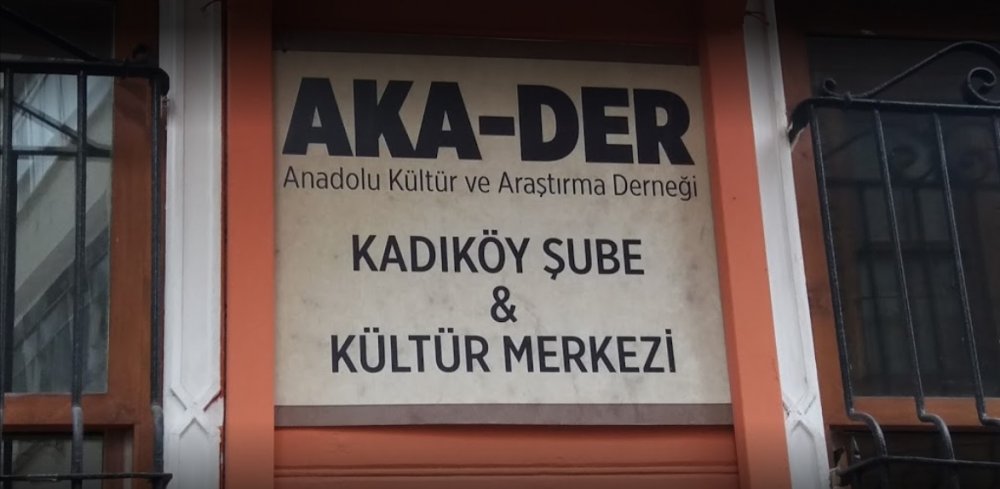 AKA-DER
Anadolu Kültür ve Araştırma Derneği
KADIKÖY ŞUBE
&
KÜLTÜR MERKEZİ